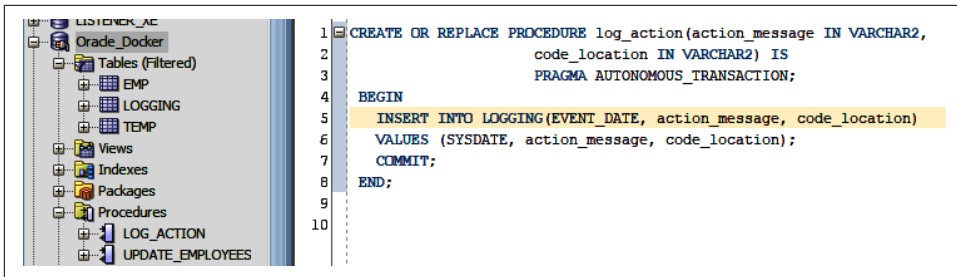 LISTENER_XE
Oracle_Docker
Tables (Filtered)
EMP
LOGGING
TEMP
Views
Indexes
Packages
Procedures
LOG_ACTION
UPDATE_EMPLOYEES
1 CREATE OR REPLACE PROCEDURE log_action(action_message IN VARCHAR2,
2 code_location IN VARCHAR2) IS
3 PRAGMA AUTONOMOUS_TRANSACTION;
4 BEGIN
5 INSERT INTO LOGGING(EVENT_DATE, action_message, code_location)
6 VALUES (SYSDATE, action_message, code_location);
7 COMMIT;
8 END;
9
10